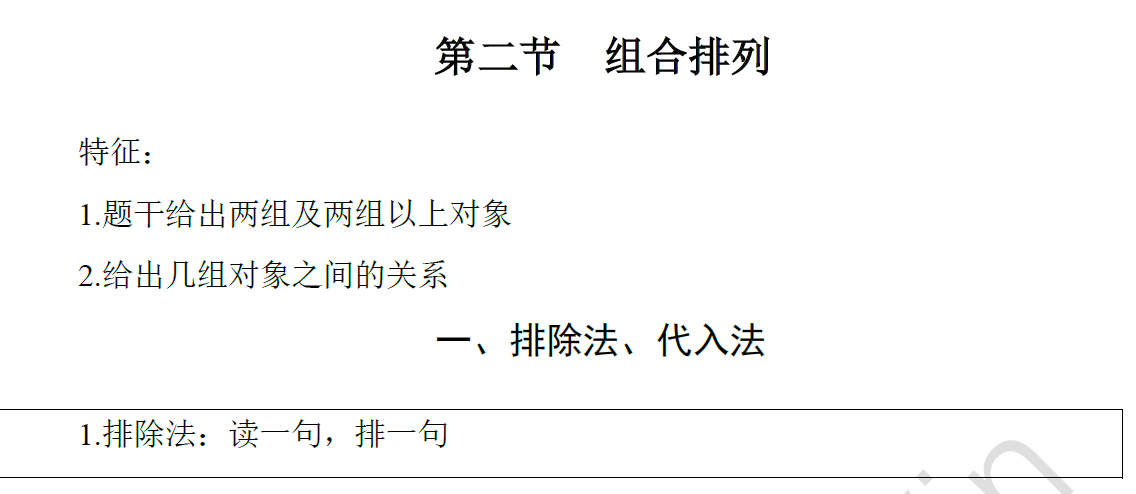 第二节 组合排列
特征：
1.题干给出两组及两组以上对象
2.给出几组对象之间的关系
一、排除法、代入法
1.排除法：读一句，排一句